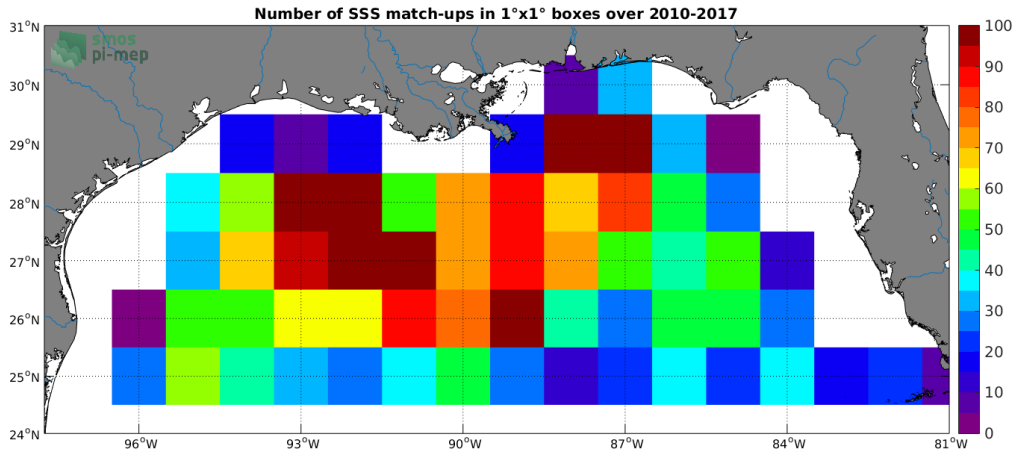 Number of SSS match-ups in 1°x1° boxes over 2010-2017
smos
pi-mep
31°N
30°N
29°N
28°N
27°N
26°N
25°N
24°N
96°W
93°W
90°W
87°W
84°W
81°W
100
90
80
70
60
50
40
30
20
10
0